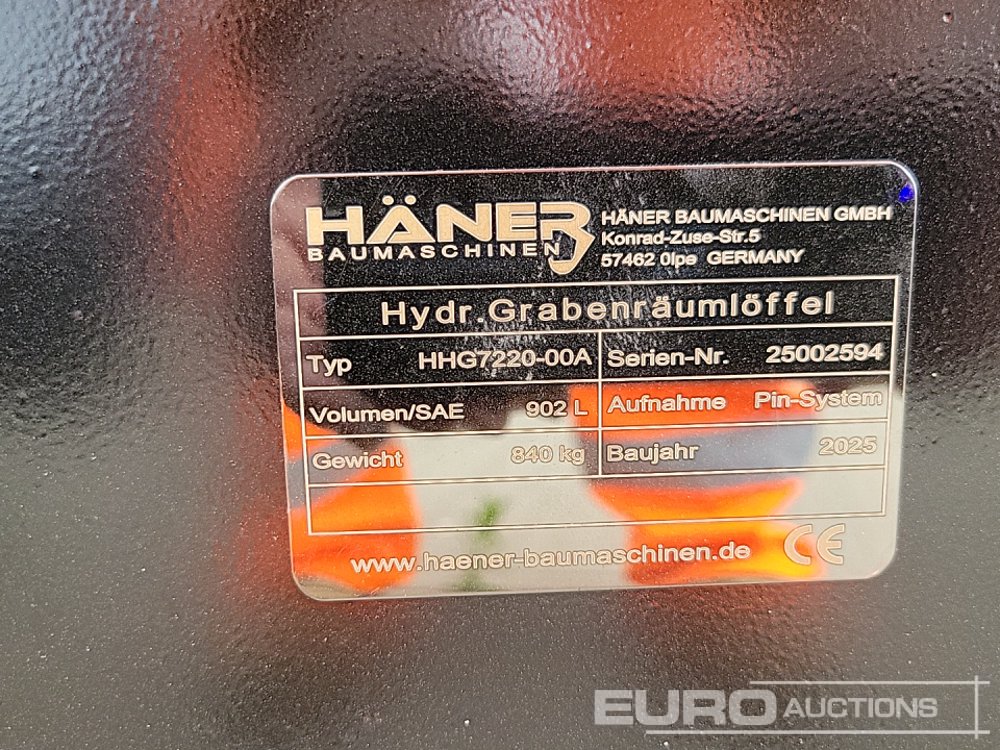 HÄNER
BAUMASCHINEN
HÄNER BAUMASCHINEN GMBH
Konrad-Zuse-Str.5
57462 Olpe GERMANY
Hydr.Grabenräumlöffel
Typ HHG7220-00A Serien-Nr. 25002594
Volumen/SAE 902 L Aufnahme Pin-System
Gewicht 840 kg Baujahr 2025
www.haener-baumaschinen.de CE
EURO AUCTIONS